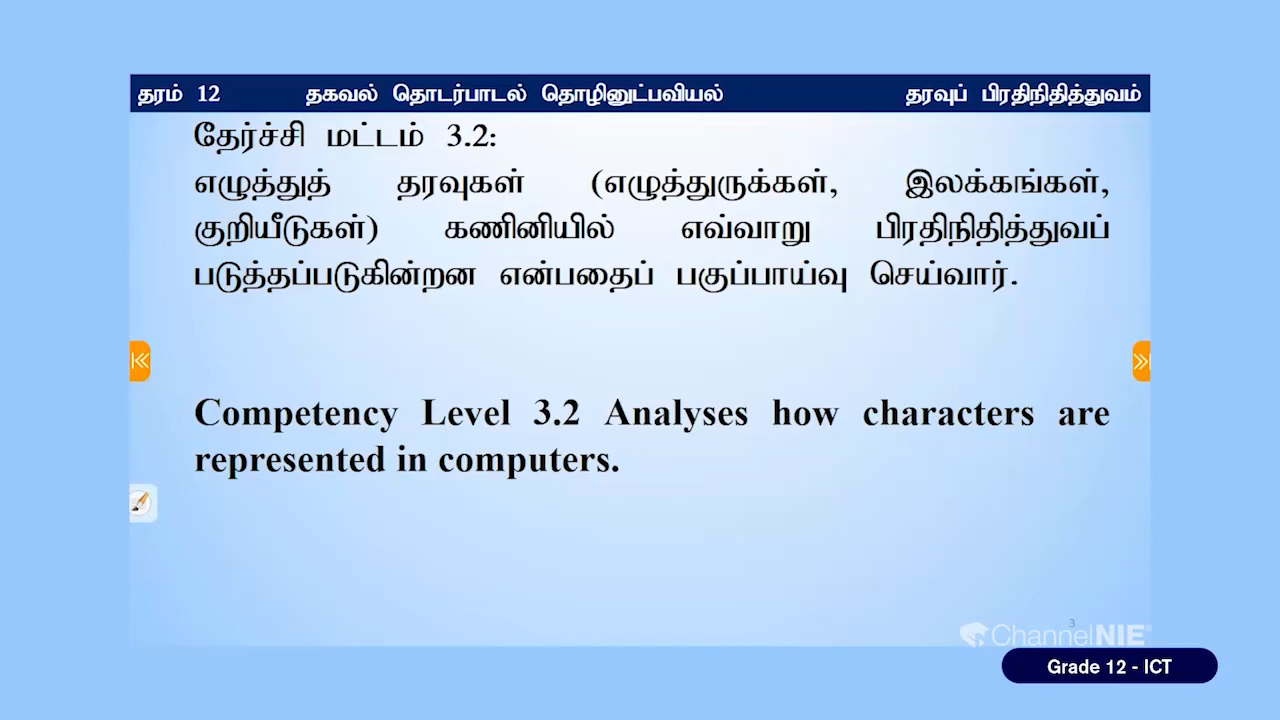 தரம் 12 தகவல் தொடர்பாடல் தொழினுட்பவியல் தரவுப் பிரதிநிதித்துவம்
தேர்ச்சி மட்டம் 3.2:
எழுத்துத் தரவுகள் (எழுத்துருக்கள், இலக்கங்கள்,
குறியீடுகள்) கணினியில் எவ்வாறு பிரதிநிதித்துவப்
படுத்தப்படுகின்றன என்பதைப் பகுப்பாய்வு செய்வார்.
Competency Level 3.2 Analyses how characters are
represented in computers.
3
ChannelNIE
Grade 12 - ICT